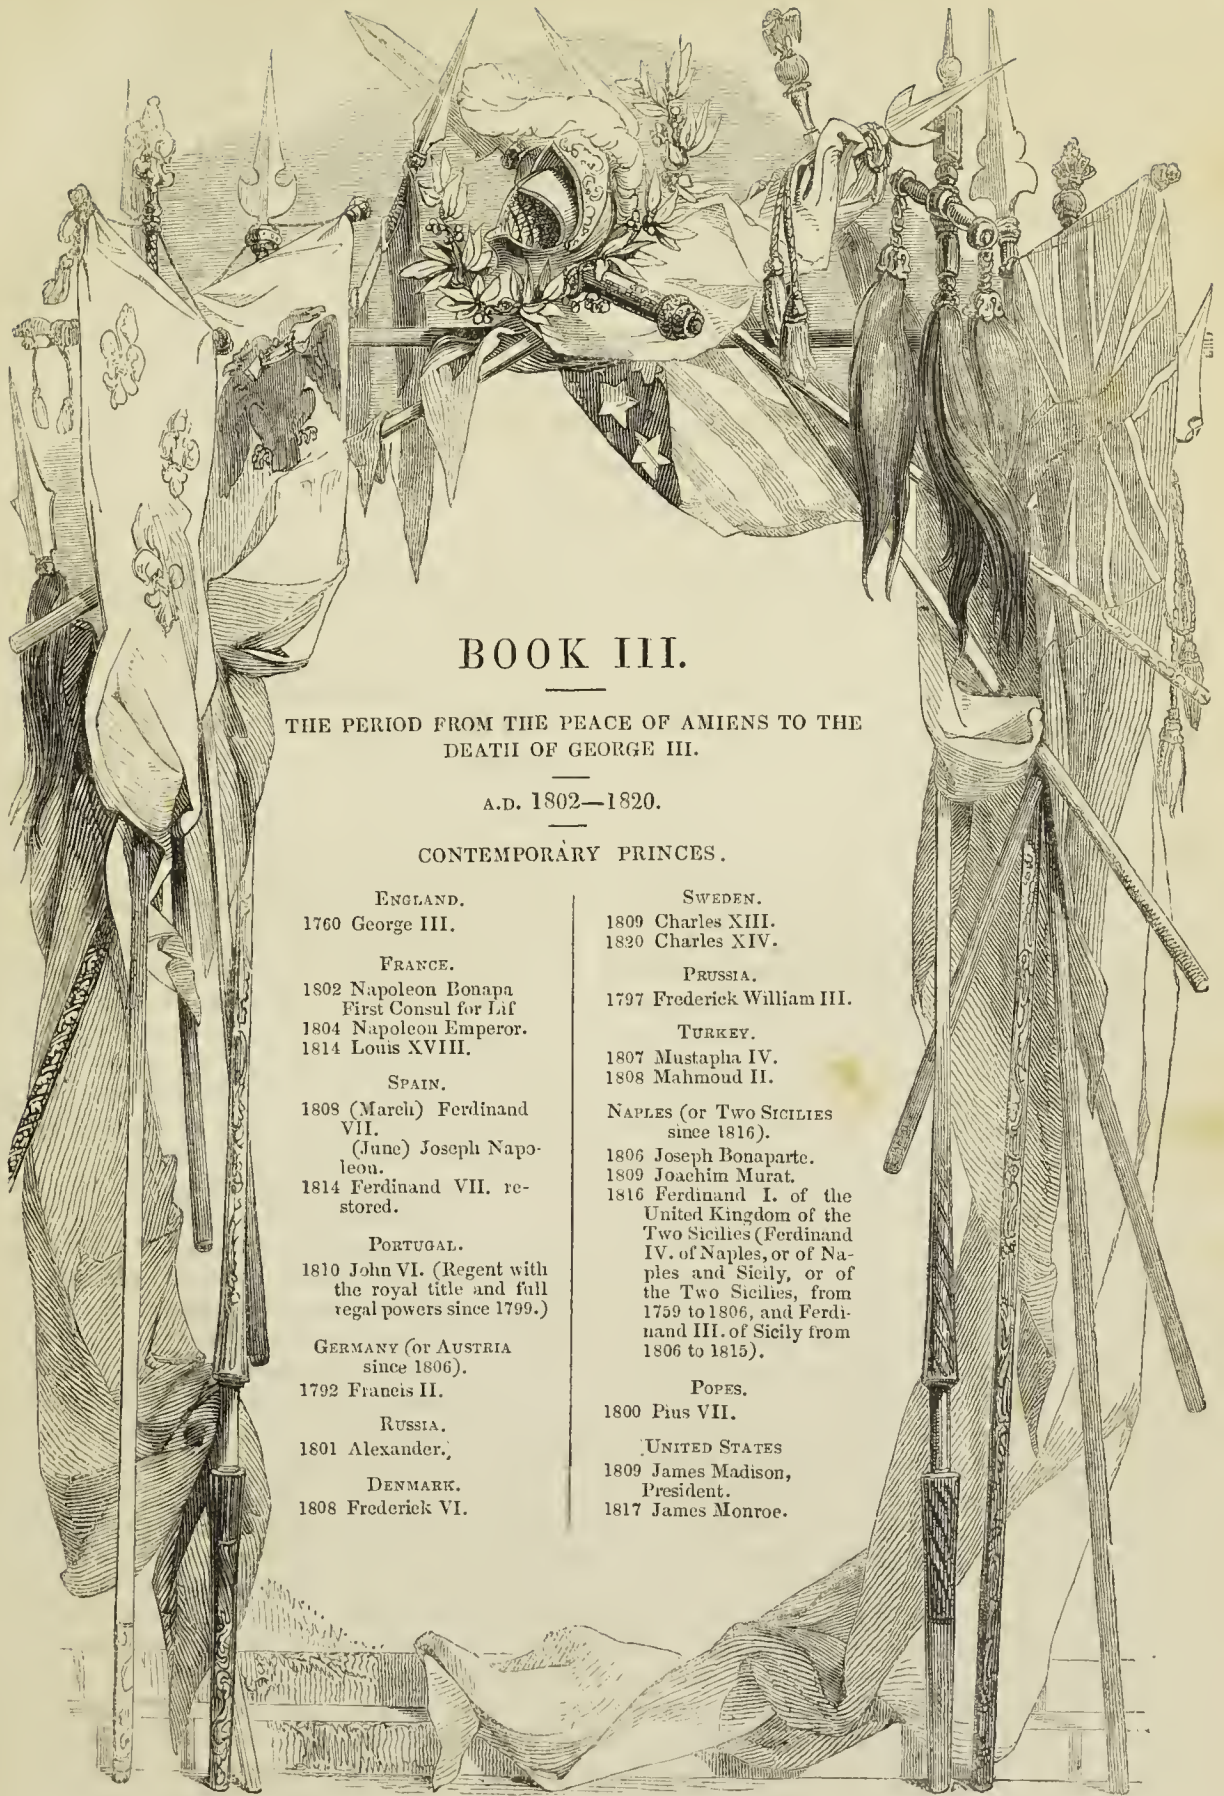 BOOK III.
THE PERIOD FROM THE PEACE OF AMIENS TO THE
DEATH OF GEORGE III.
A.D. 1802—1820.
CONTEMPORARY PRINCES.
ENGLAND.
1760 George III.
FRANCE.
1802 Napoleon Bonapa
First Consul for Lif
1804 Napoleon Emperor.
1814 Louis XVIII.
SPAIN.
1808 (March) Ferdinand
VII.
(June) Joseph Napo-
leon.
1814 Ferdinand VII. re-
stored.
PORTUGAL.
1810 John VI. (Regent with
the royal title and full
regal powers since 1799.)
GERMANY (or AUSTRIA
since 1806).
1792 Francis II.
RUSSIA.
1801 Alexander.
DENMARK.
1808 Frederick VI.
SWEDEN.
1809 Charles XIII.
1820 Charles XIV.
PRUSSIA.
1797 Frederick William III.
TURKEY.
1807 Mustapha IV.
1808 Mahmoud II.
NAPLES (or TWO SICILIES
since 1816).
1806 Joseph Bonaparte.
1809 Joachim Murat.
1816 Ferdinand I. of the
United Kingdom of the
Two Sicilies (Ferdinand
IV. of Naples, or of Na-
ples and Sicily, or of
the Two Sicilies, from
1759 to 1806, and Ferdi-
nand III. of Sicily from
1806 to 1815).
POPES.
1800 Pius VII.
UNITED STATES
1809 James Madison,
President.
1817 James Monroe.